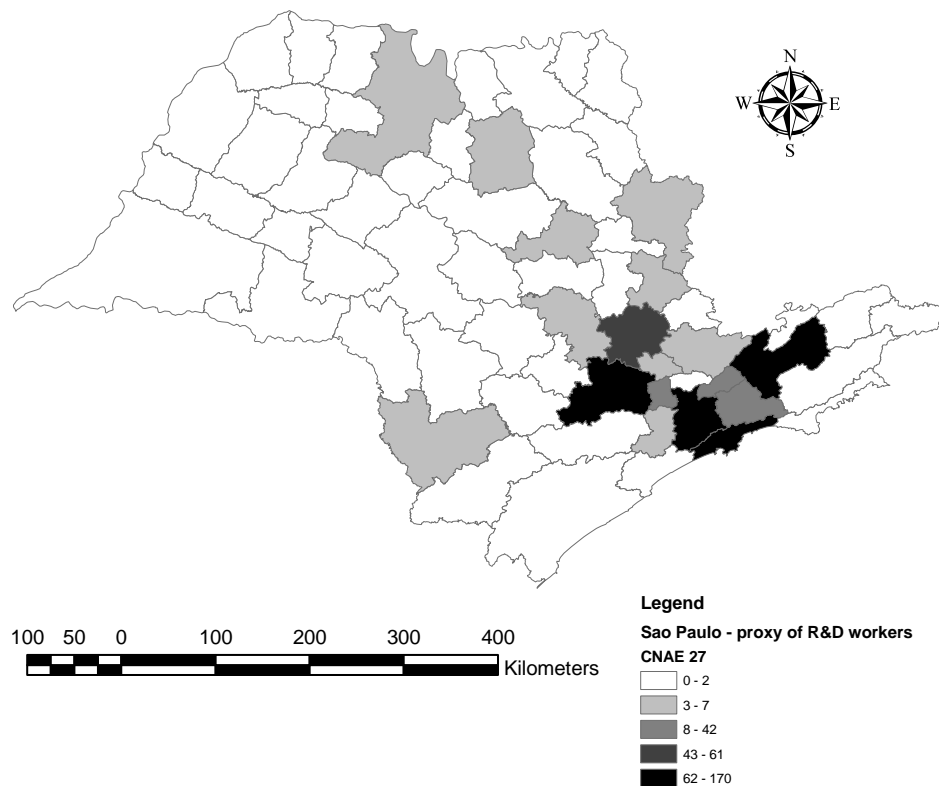 N
W E
S
100 50 0 100 200 300 400
Kilometers
Legend
Sao Paulo - proxy of R&D workers
CNAE 27
0 - 2
3 - 7
8 - 42
43 - 61
62 - 170